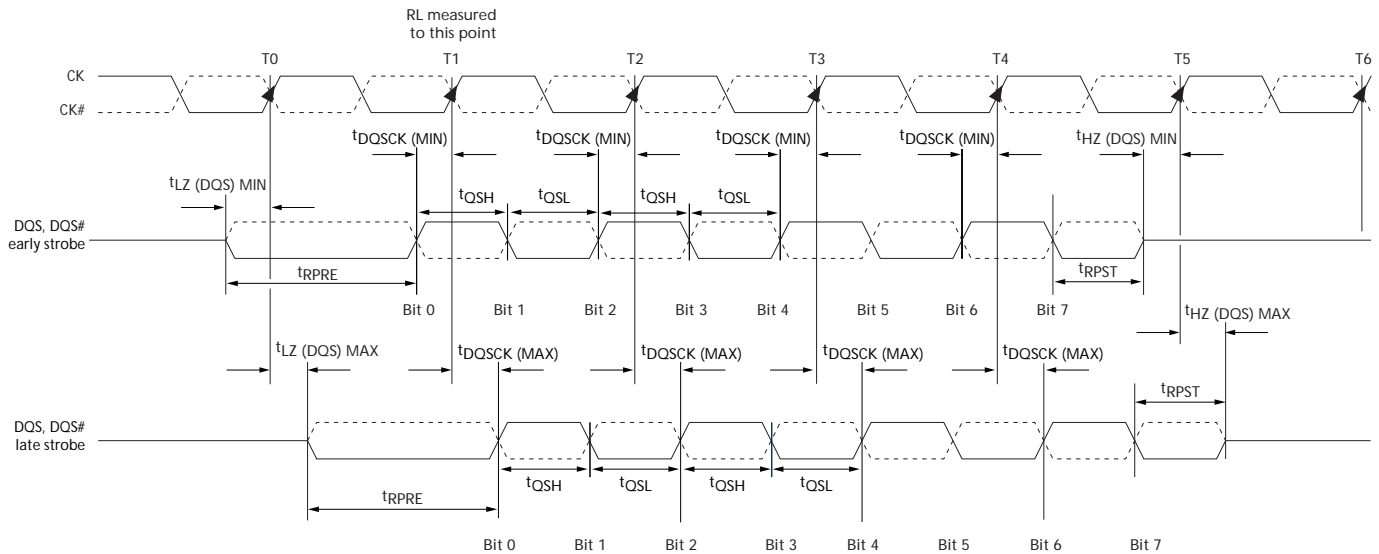 RL measured
to this point
T0 T1 T2 T3 T4 T5 T6
CK
CK#
tDQSCK (MIN) tDQSCK (MIN) tDQSCK (MIN) tDQSCK (MIN) tHZ (DQS) MIN
tLZ (DQS) MIN
tQSH tQSL tQSH tQSL
DQS, DQS#
early strobe
tRPRE tRPST
Bit 0 Bit 1 Bit 2 Bit 3 Bit 4 Bit 5 Bit 6 Bit 7
tHZ (DQS) MAX
tLZ (DQS) MAX tDQSCK (MAX) tDQSCK (MAX) tDQSCK (MAX) tDQSCK (MAX)
tRPST
DQS, DQS#
late strobe
tQSH tQSL tQSH tQSL
tRPRE
Bit 0 Bit 1 Bit 2 Bit 3 Bit 4 Bit 5 Bit 6 Bit 7